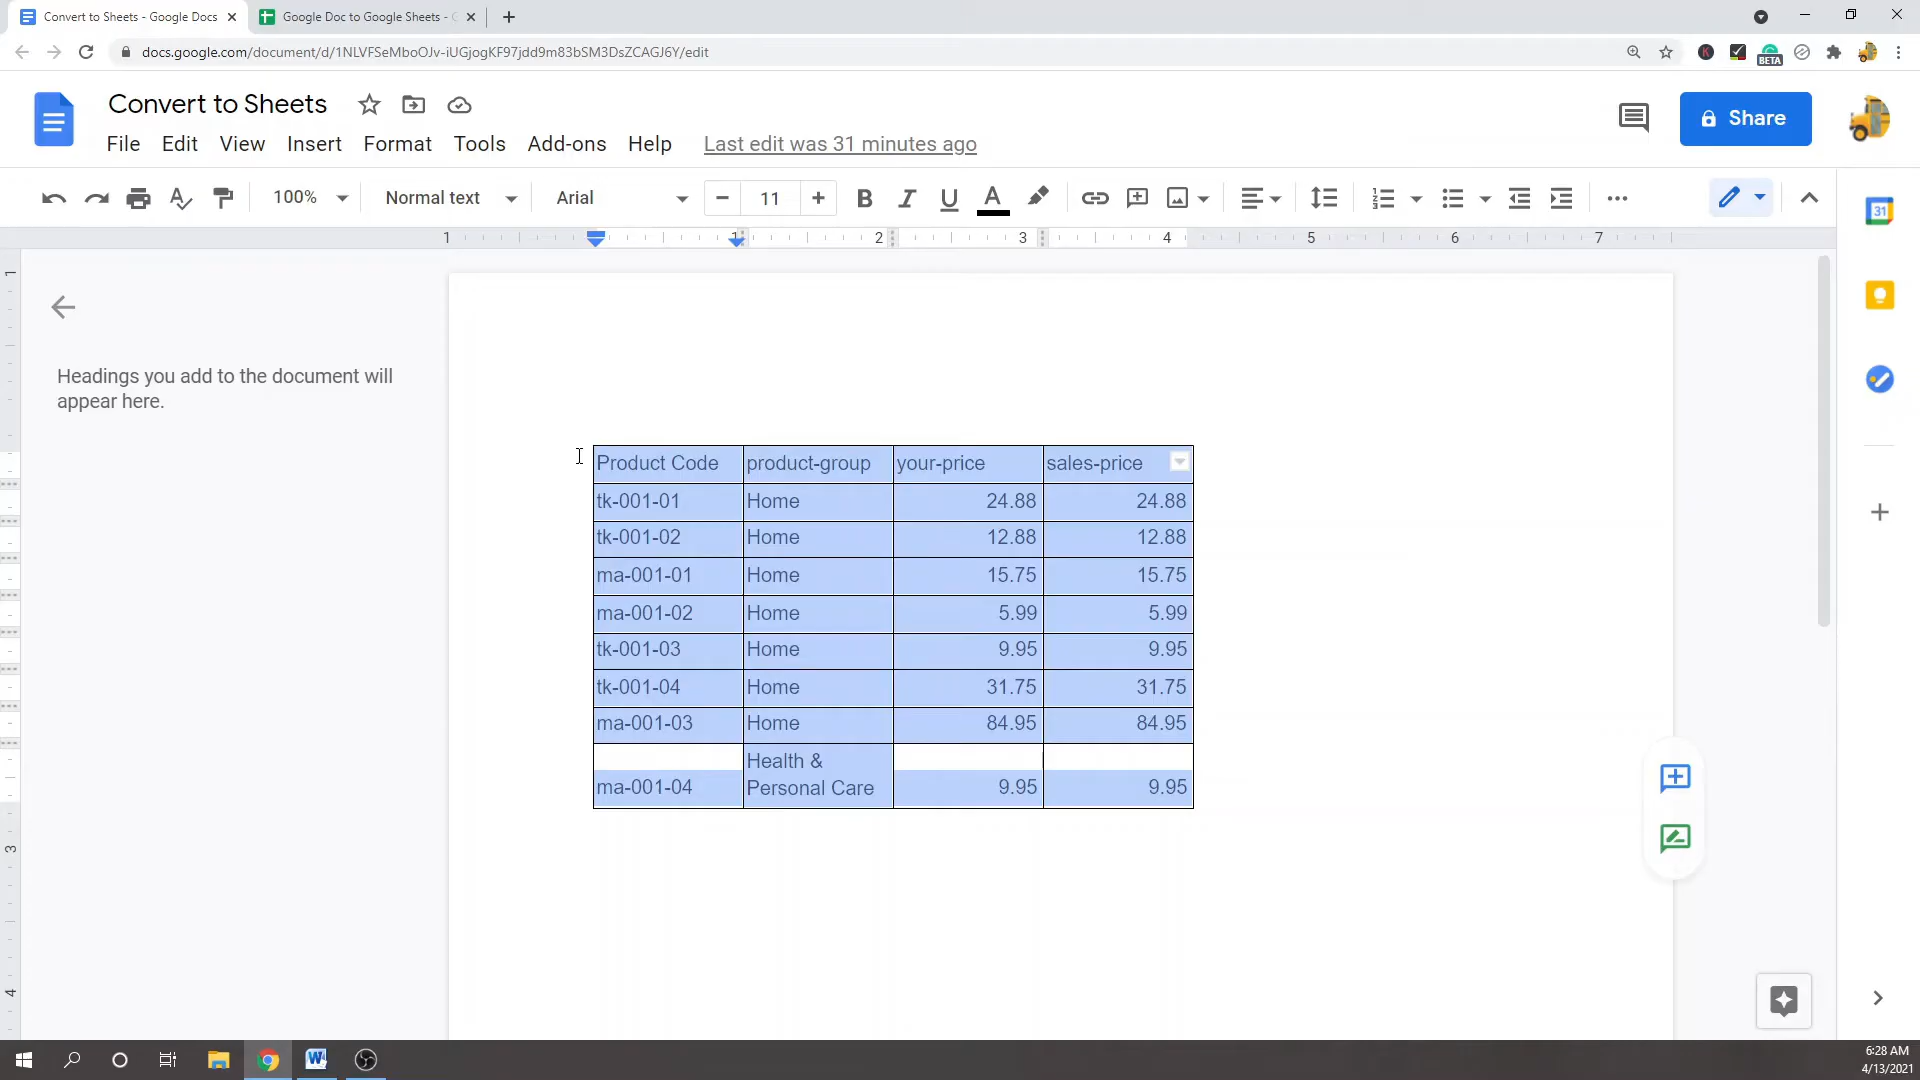 Convert to Sheets - Google Docs
Google Doc to Google Sheets -
docs.google.com/document/d/1NLVFSeMboOJv-iUGjogKF97jdd9m83bSM3DsZCAGJ6Y/edit
BETA
Convert to Sheets
Share
File Edit View Insert Format Tools Add-ons Help Last edit was 31 minutes ago
100% Normal text Arial 11
1 1 2 3 4 5 6 7
31
1
Headings you add to the document will
appear here.
Product Code product-group your-price sales-price
tk-001-01 Home 24.88 24.88
tk-001-02 Home 12.88 12.88
ma-001-01 Home 15.75 15.75
ma-001-02 Home 5.99 5.99
tk-001-03 Home 9.95 9.95
tk-001-04 Home 31.75 31.75
ma-001-03 Home 84.95 84.95
Health &
ma-001-04 Personal Care 9.95 9.95
3
4
6:28 AM
4/13/2021